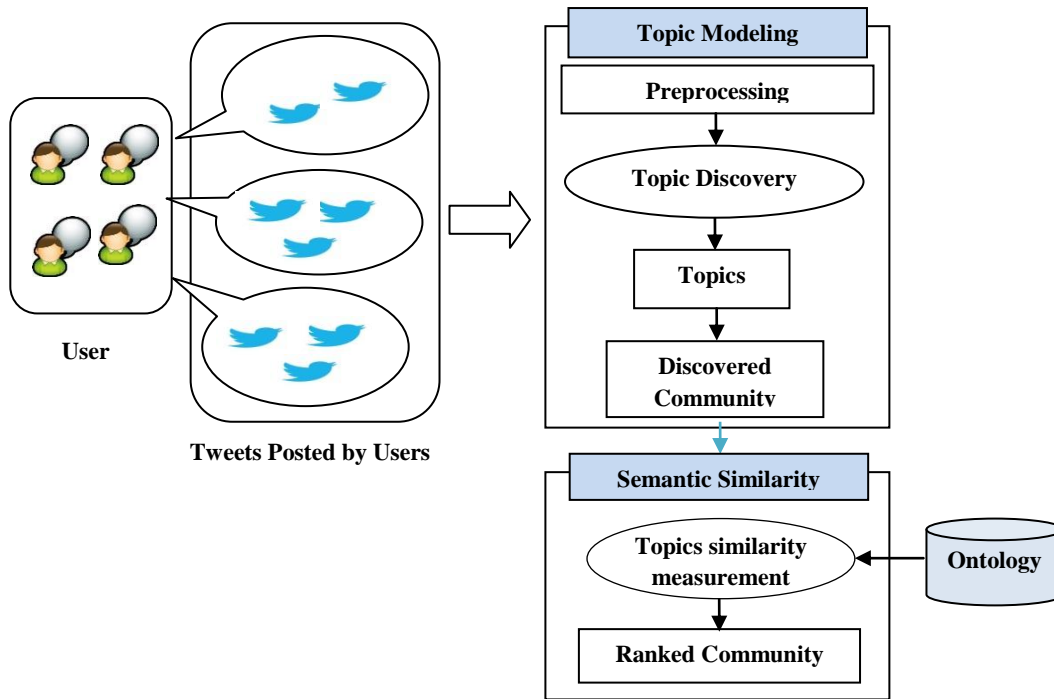 User
Tweets Posted by Users
Topic Modeling
Preprocessing
Topic Discovery
Topics
Discovered
Community
Semantic Similarity
Topics similarity
measurement
Ontology
Ranked Community